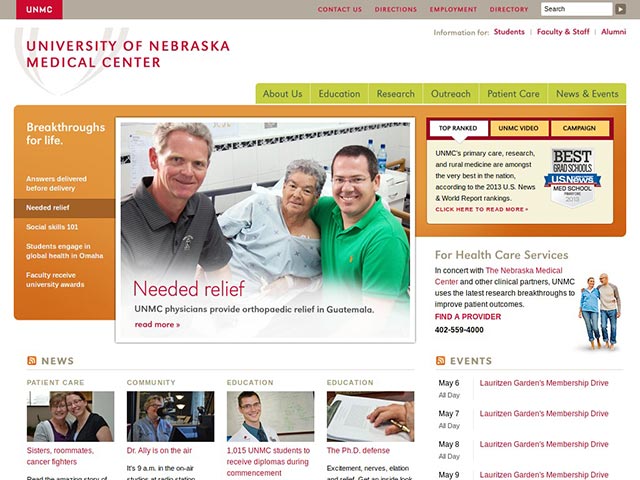 UNMC
CONTACT US
DIRECTIONS
EMPLOYMENT
DIRECTORY
Search
Information for: Students | Faculty & Staff | Alumni
UNIVERSITY OF NEBRASKA
MEDICAL CENTER
About Us
Education
Research
Outreach
Patient Care
News & Events
Breakthroughs
for life.
Answers delivered
before delivery
Needed relief
Social skills 101
Students engage in
global health in Omaha
Faculty receive
university awards
Needed relief
UNMC physicians provide orthopaedic relief in Guatemala.
read more »
TOP RANKED
UNMC VIDEO
CAMPAIGN
UNMC's primary care, research,
and rural medicine are amongst
the very best in the nation,
according to the 2013 U.S. News
& World Report rankings.
CLICK HERE TO READ MORE »
BEST
GRAD SCHOOLS
U.S.News
MED SCHOOL
PRIMARY CARE
2013
For Health Care Services
In concert with The Nebraska Medical
Center and other clinical partners, UNMC
uses the latest research breakthroughs to
improve patient outcomes.
FIND A PROVIDER
402-559-4000
NEWS
PATIENT CARE
Sisters, roommates,
cancer fighters
Read the amazing story of
COMMUNITY
Dr. Ally is on the air
It's 9 a.m. in the on-air
studios at radio station
EDUCATION
1,015 UNMC students to
receive diplomas during
commencement
EDUCATION
The Ph.D. defense
Excitement, nerves, elation
and relief. Get an inside look
EVENTS
May 6
All Day
Lauritzen Garden's Membership Drive
May 7
All Day
Lauritzen Garden's Membership Drive
May 8
All Day
Lauritzen Garden's Membership Drive
May 9
Lauritzen Garden's Membership Drive